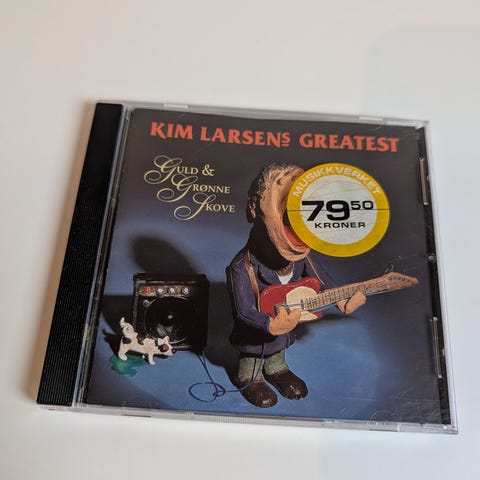 KIM LARSENS GREATEST
GULD &
GRØNNE
SKOVE
MUSIKKVERKET
79 50
KRONER